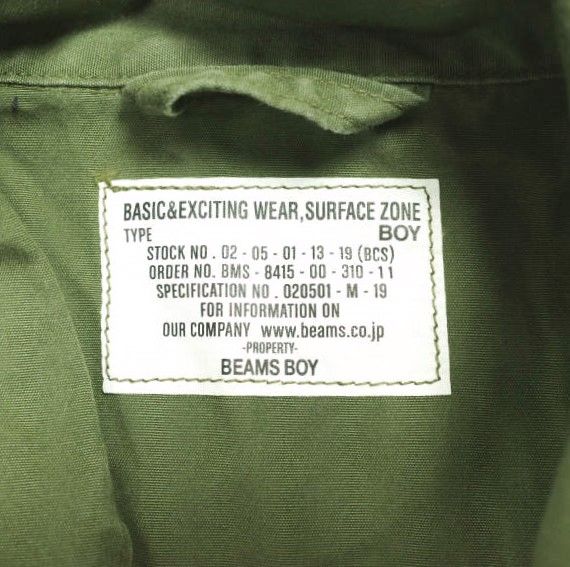 BASIC&EXCITING WEAR,SURFACE ZONE
TYPE BOY
STOCK NO . 02 - 05 - 01 - 13 - 19 (BCS)
ORDER NO. BMS - 8415 - 00 - 310 - 11
SPECIFICATION NO . 020501 - M - 19
FOR INFORMATION ON
OUR COMPANY www.beams.co.jp
-PROPERTY-
BEAMS BOY